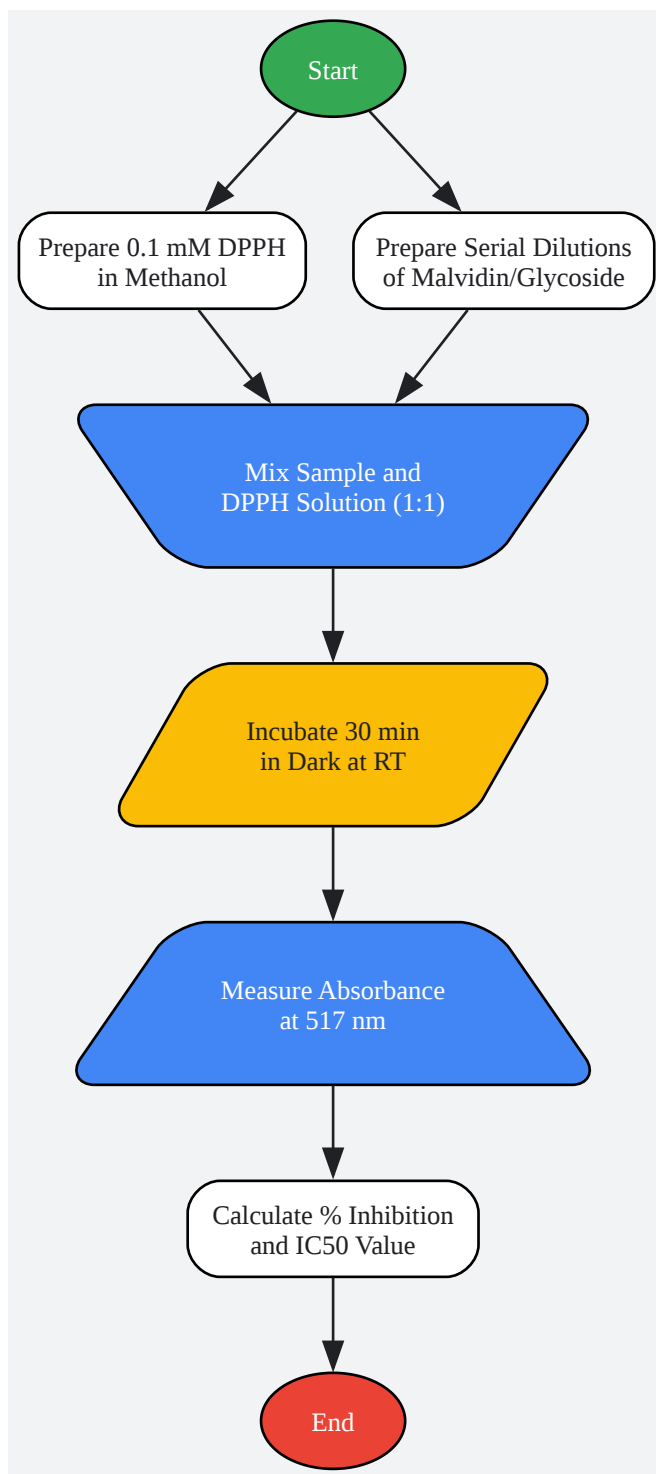 Start
Prepare 0.1 mM DPPH
in Methanol
Prepare Serial Dilutions
of Malvidin/Glycoside
Mix Sample and
DPPH Solution (1:1)
Incubate 30 min
in Dark at RT
Measure Absorbance
at 517 nm
Calculate % Inhibition
and IC50 Value
End